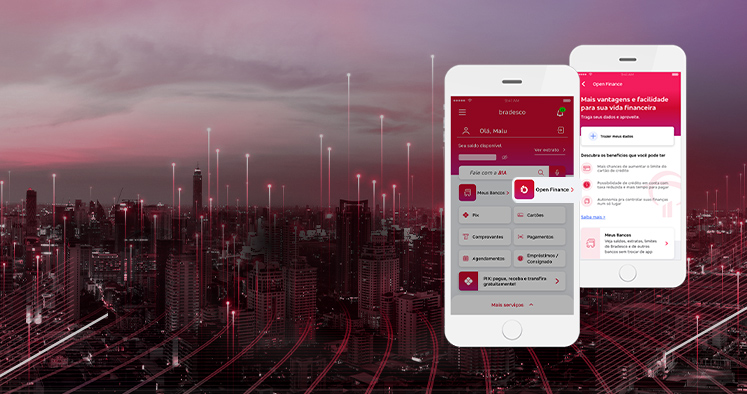 bradesco
Olá, Malu
Seu saldo disponível
Ver extrato
Fale com a BIA
Meus Bancos
Open Finance
Pix
Cartões
Comprovantes
Pagamentos
Agendamentos
Empréstimos /
Consignado
PIX: pague, receba e transfira
gratuitamente!
Mais serviços
Open Finance
Mais vantagens e facilidade
para sua vida financeira
Traga seus dados e aproveite.
Trazer meus dados
Descubra os benefícios que você pode ter
Mais chances de aumentar o limite do
cartão de crédito
Possibilidade de crédito em conta com
taxa reduzida e mais tempo para pagar
Autonomia pra controlar suas finanças
num só lugar
Saiba mais >
Meus Bancos
Veja saldos, extratos, limites
do Bradesco e de outros
bancos sem trocar de app